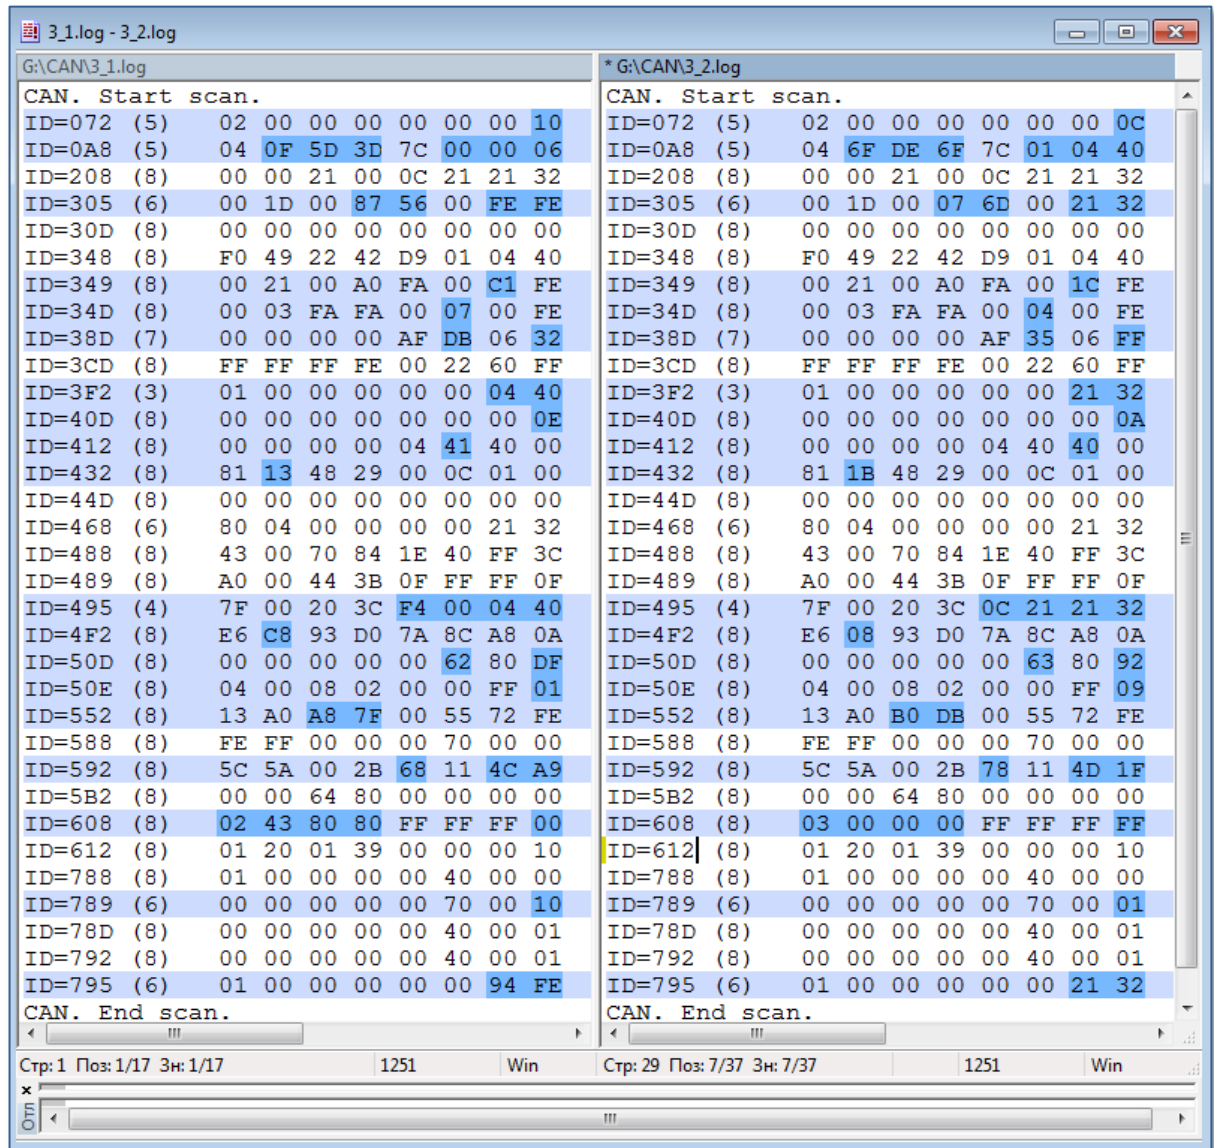 3_1.log - 3_2.log
G:\CAN\3_1.log
CAN. Start scan.
ID=072 (5) 02 00 00 00 00 00 00 10
ID=0A8 (5) 04 0F 5D 3D 7C 00 00 06
ID=208 (8) 00 00 21 00 0C 21 21 32
ID=305 (6) 00 1D 00 87 56 00 FE FE
ID=30D (8) 00 00 00 00 00 00 00 00
ID=348 (8) F0 49 22 42 D9 01 04 40
ID=349 (8) 00 21 00 A0 FA 00 C1 FE
ID=34D (8) 00 03 FA FA 00 07 00 FE
ID=38D (7) 00 00 00 00 AF DB 06 32
ID=3CD (8) FF FF FF FE 00 22 60 FF
ID=3F2 (3) 01 00 00 00 00 00 04 40
ID=40D (8) 00 00 00 00 00 00 00 0E
ID=412 (8) 00 00 00 00 04 41 40 00
ID=432 (8) 81 13 48 29 00 0C 01 00
ID=44D (8) 00 00 00 00 00 00 00 00
ID=468 (6) 80 04 00 00 00 00 21 32
ID=488 (8) 43 00 70 84 1E 40 FF 3C
ID=489 (8) A0 00 44 3B 0F FF FF 0F
ID=495 (4) 7F 00 20 3C F4 00 04 40
ID=4F2 (8) E6 C8 93 D0 7A 8C A8 0A
ID=50D (8) 00 00 00 00 00 62 80 DF
ID=50E (8) 04 00 08 02 00 00 FF 01
ID=552 (8) 13 A0 A8 7F 00 55 72 FE
ID=588 (8) FE FF 00 00 00 70 00 00
ID=592 (8) 5C 5A 00 2B 68 11 4C A9
ID=5B2 (8) 00 00 64 80 00 00 00 00
ID=608 (8) 02 43 80 80 FF FF FF 00
ID=612 (8) 01 20 01 39 00 00 00 10
ID=788 (8) 01 00 00 00 00 40 00 00
ID=789 (6) 00 00 00 00 00 70 00 10
ID=78D (8) 00 00 00 00 00 40 00 01
ID=792 (8) 00 00 00 00 00 40 00 01
ID=795 (6) 01 00 00 00 00 00 94 FE
CAN. End scan.
Стр: 1 Поз: 1/17 Зн: 1/17 1251 Win
* G:\CAN\3_2.log
CAN. Start scan.
ID=072 (5) 02 00 00 00 00 00 00 0C
ID=0A8 (5) 04 6F DE 6F 7C 01 04 40
ID=208 (8) 00 00 21 00 0C 21 21 32
ID=305 (6) 00 1D 00 07 6D 00 21 32
ID=30D (8) 00 00 00 00 00 00 00 00
ID=348 (8) F0 49 22 42 D9 01 04 40
ID=349 (8) 00 21 00 A0 FA 00 1C FE
ID=34D (8) 00 03 FA FA 00 04 00 FE
ID=38D (7) 00 00 00 00 AF 35 06 FF
ID=3CD (8) FF FF FF FE 00 22 60 FF
ID=3F2 (3) 01 00 00 00 00 00 21 32
ID=40D (8) 00 00 00 00 00 00 00 0A
ID=412 (8) 00 00 00 00 04 40 40 00
ID=432 (8) 81 1B 48 29 00 0C 01 00
ID=44D (8) 00 00 00 00 00 00 00 00
ID=468 (6) 80 04 00 00 00 00 21 32
ID=488 (8) 43 00 70 84 1E 40 FF 3C
ID=489 (8) A0 00 44 3B 0F FF FF 0F
ID=495 (4) 7F 00 20 3C 0C 21 21 32
ID=4F2 (8) E6 08 93 D0 7A 8C A8 0A
ID=50D (8) 00 00 00 00 00 63 80 92
ID=50E (8) 04 00 08 02 00 00 FF 09
ID=552 (8) 13 A0 B0 DB 00 55 72 FE
ID=588 (8) FE FF 00 00 00 70 00 00
ID=592 (8) 5C 5A 00 2B 78 11 4D 1F
ID=5B2 (8) 00 00 64 80 00 00 00 00
ID=608 (8) 03 00 00 00 FF FF FF FF
ID=612 (8) 01 20 01 39 00 00 00 10
ID=788 (8) 01 00 00 00 00 40 00 00
ID=789 (6) 00 00 00 00 00 70 00 01
ID=78D (8) 00 00 00 00 00 40 00 01
ID=792 (8) 00 00 00 00 00 40 00 01
ID=795 (6) 01 00 00 00 00 00 21 32
CAN. End scan.
Стр: 29 Поз: 7/37 Зн: 7/37 1251 Win
Отл